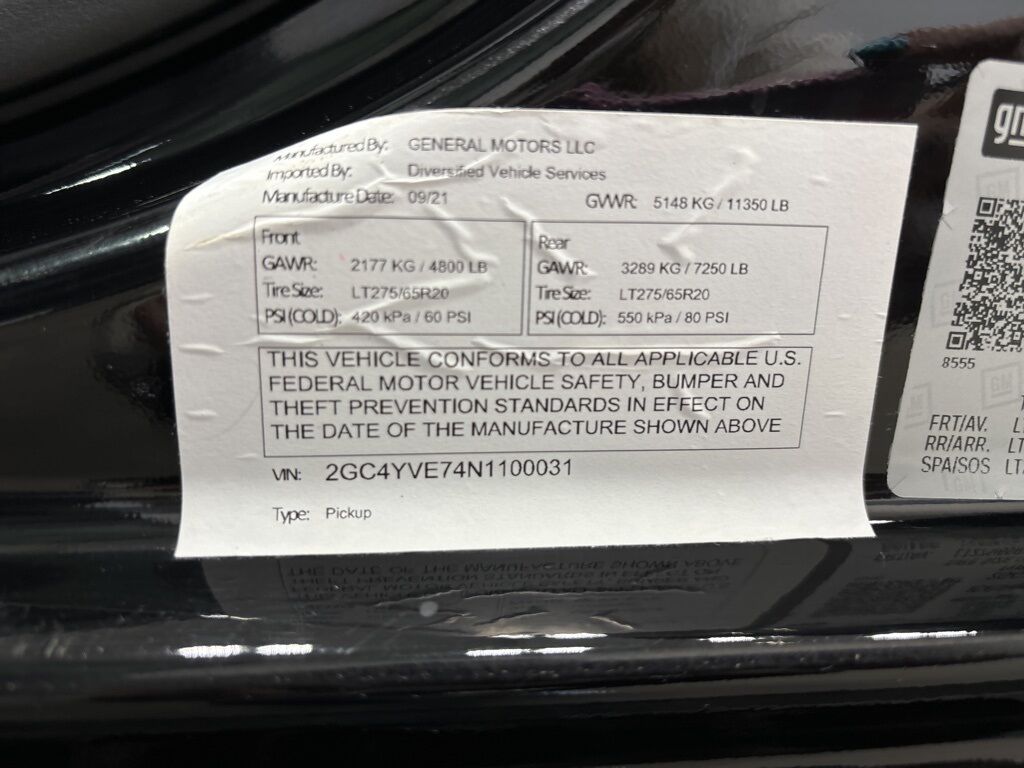 Manufactured By: GENERAL MOTORS LLC
Imported By: Diversified Vehicle Services
Manufacture Date: 09/21 GVWR: 5148 KG / 11350 LB
Front
GAWR: 2177 KG / 4800 LB
Tire Size: LT275/65R20
PSI (COLD): 420 kPa / 60 PSI
Rear
GAWR: 3289 KG / 7250 LB
Tire Size: LT275/65R20
PSI (COLD): 550 kPa / 80 PSI
THIS VEHICLE CONFORMS TO ALL APPLICABLE U.S.
FEDERAL MOTOR VEHICLE SAFETY, BUMPER AND
THEFT PREVENTION STANDARDS IN EFFECT ON
THE DATE OF THE MANUFACTURE SHOWN ABOVE
VIN: 2GC4YVE74N1100031
Type: Pickup
gm
8555
FRT/AV.
RR/ARR.
SPA/SOS